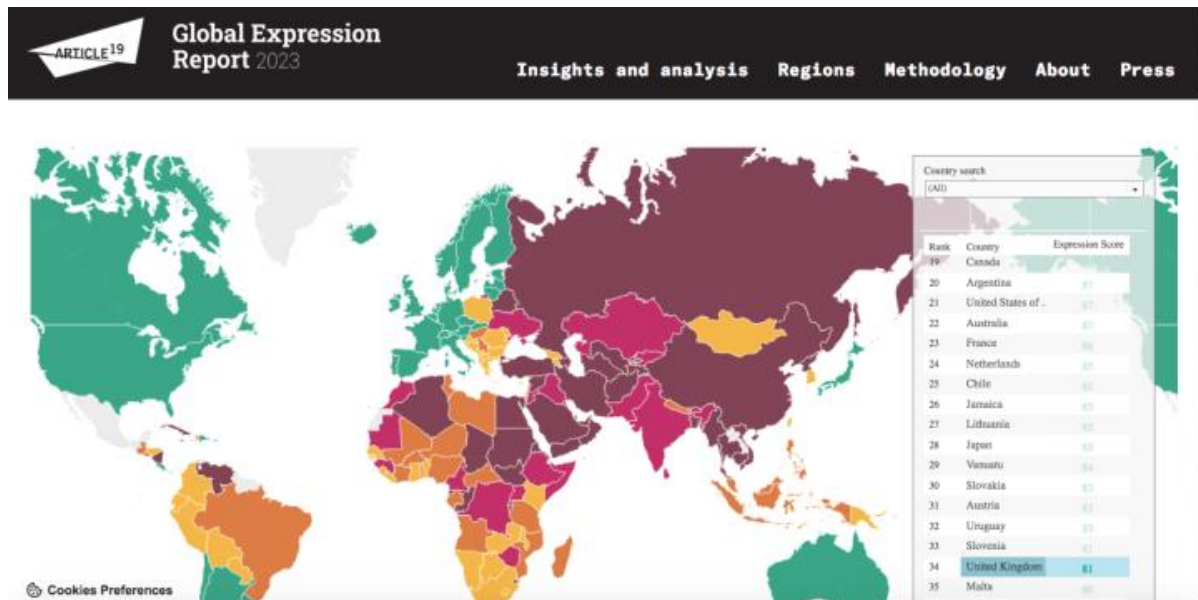 ARTICLE 19
Global Expression
Report 2023
Insights and analysis Regions Methodology About Press
Country search
(All)
Rank Country Expression Score
19 Canada
20 Argentina
21 United States of ..
22 Australia
23 France
24 Netherlands
25 Chile
26 Jamaica
27 Lithuania
28 Japan
29 Vanuatu
30 Slovakia
31 Austria
32 Uruguay
33 Slovenia
34 United Kingdom 81
35 Malta
Cookies Preferences